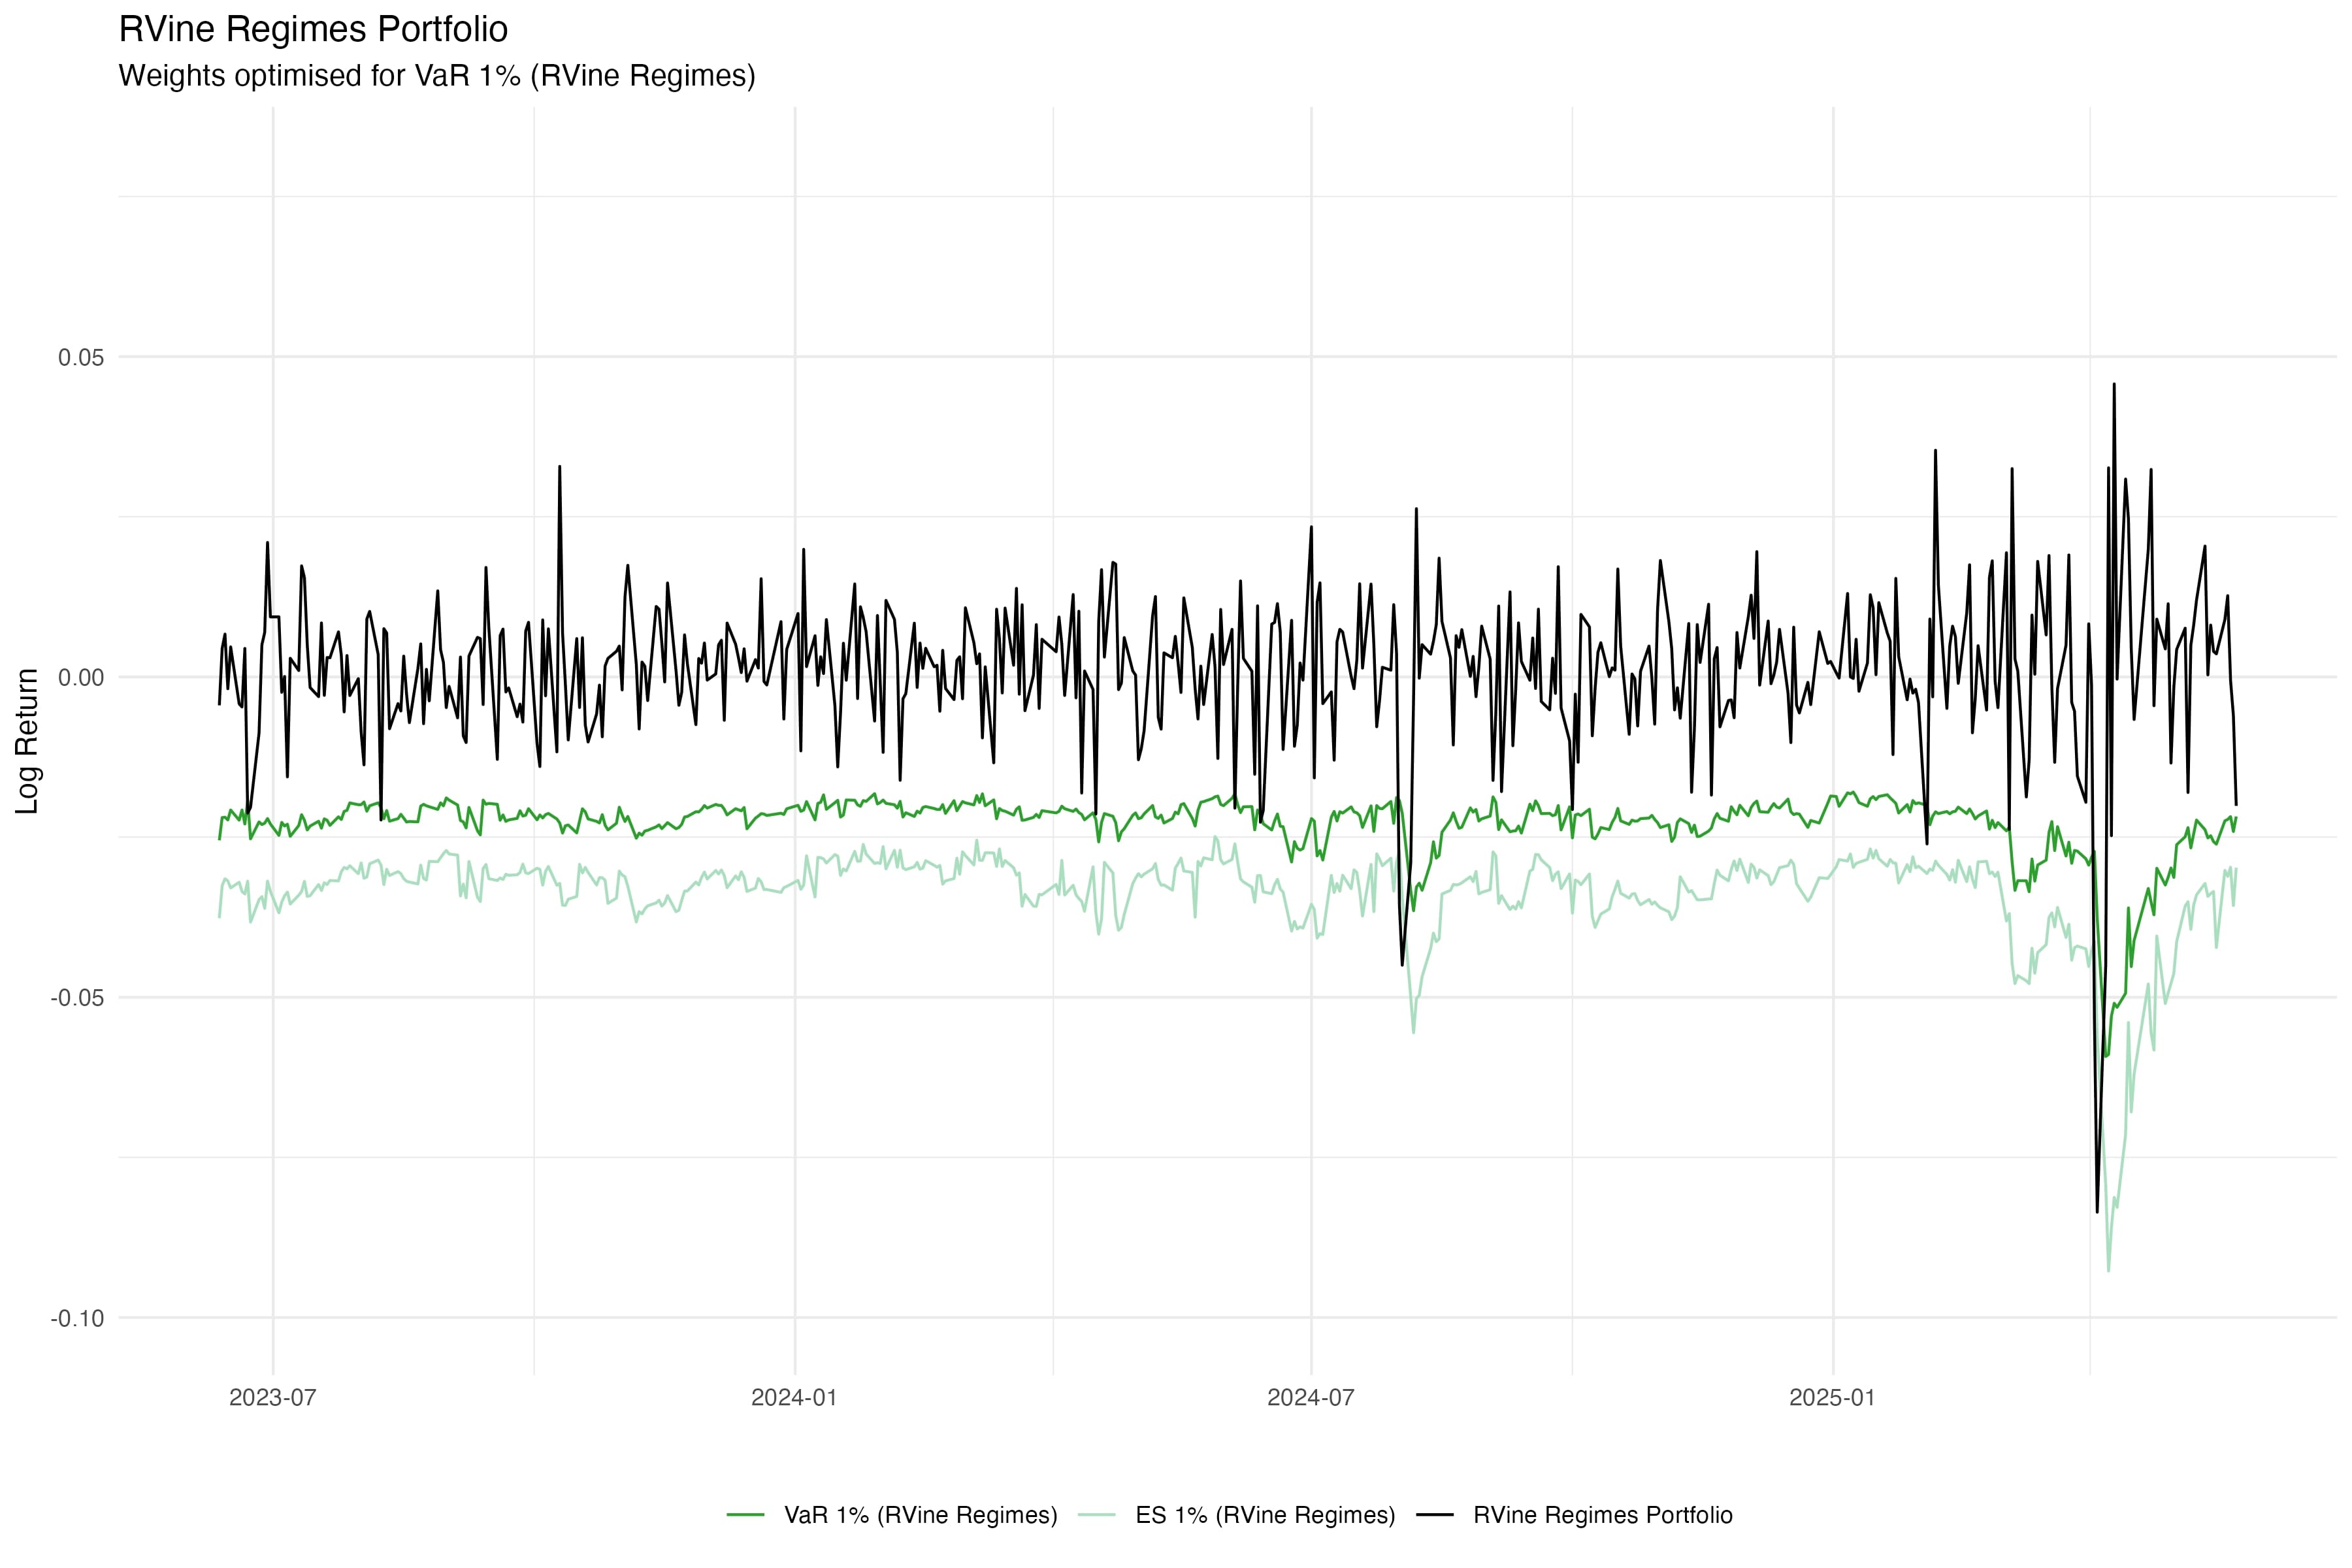 RVine Regimes Portfolio
Weights optimised for VaR 1% (RVine Regimes)
Log Return
0.05
0.00
-0.05
-0.10
2023-07 2024-01 2024-07 2025-01
VaR 1% (RVine Regimes) ES 1% (RVine Regimes) RVine Regimes Portfolio